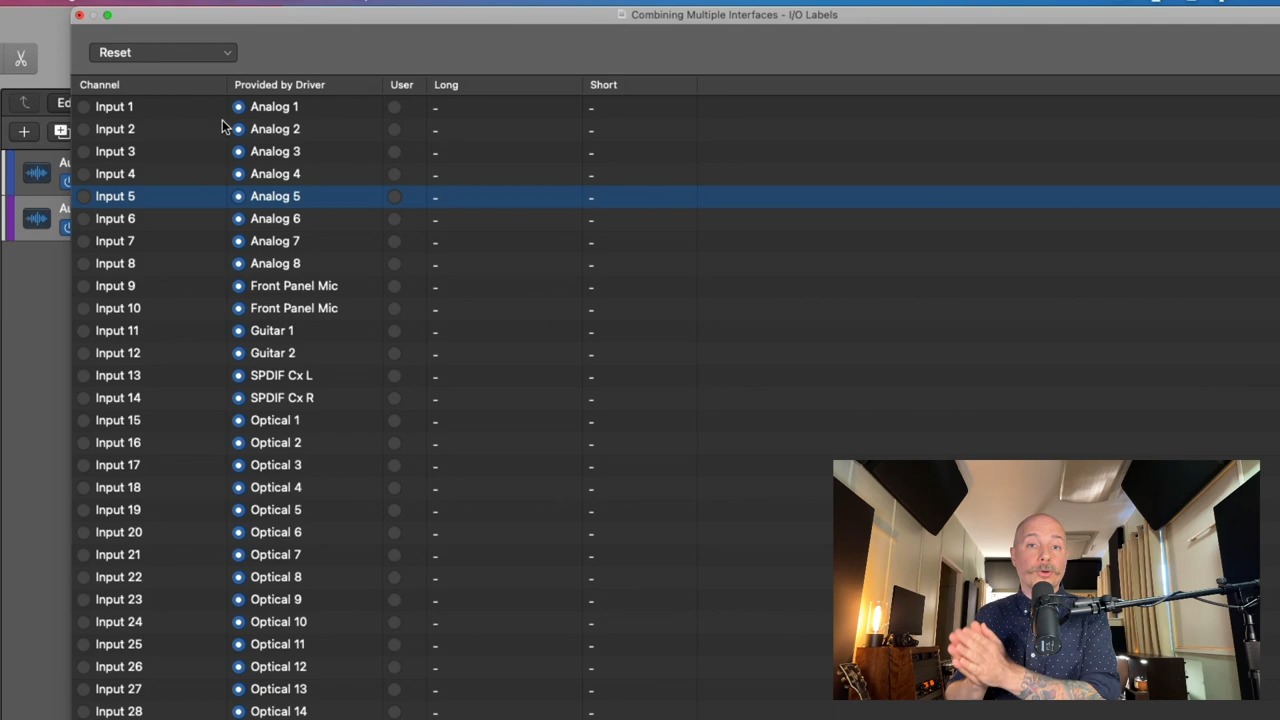 Combining Multiple Interfaces - I/O Labels
Reset
Channel Provided by Driver User Long Short
Ed
Input 1 Analog 1 - -
Input 2 Analog 2 - -
Input 3 Analog 3 - -
Au
Input 4 Analog 4 - -
Input 5 Analog 5 - -
Au
Input 6 Analog 6 - -
Input 7 Analog 7 - -
Input 8 Analog 8 - -
Input 9 Front Panel Mic - -
Input 10 Front Panel Mic - -
Input 11 Guitar 1 - -
Input 12 Guitar 2 - -
Input 13 SPDIF Cx L - -
Input 14 SPDIF Cx R - -
Input 15 Optical 1 - -
Input 16 Optical 2 - -
Input 17 Optical 3 - -
Input 18 Optical 4 - -
Input 19 Optical 5 - -
Input 20 Optical 6 - -
Input 21 Optical 7 - -
Input 22 Optical 8 - -
Input 23 Optical 9 - -
Input 24 Optical 10 - -
Input 25 Optical 11 - -
Input 26 Optical 12 - -
Input 27 Optical 13 - -
Input 28 Optical 14 - -